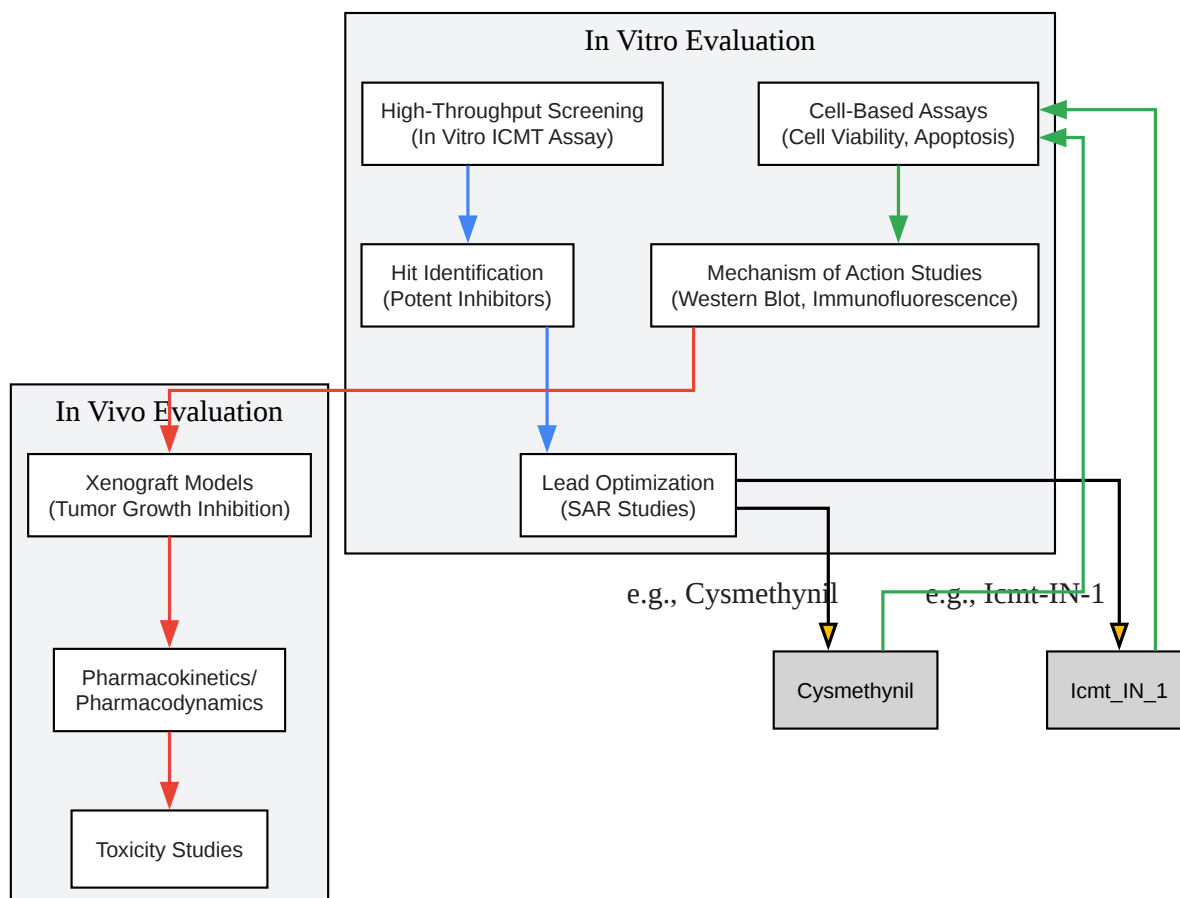 In Vitro Evaluation
High-Throughput Screening
(In Vitro ICMT Assay)
Cell-Based Assays
(Cell Viability, Apoptosis)
Hit Identification
(Potent Inhibitors)
Mechanism of Action Studies
(Western Blot, Immunofluorescence)
In Vivo Evaluation
Xenograft Models
(Tumor Growth Inhibition)
Lead Optimization
(SAR Studies)
e.g., Cysmethynil
e.g., Icmt-IN-1
Pharmacokinetics/
Pharmacodynamics
Cysmethynil
Icmt_IN_1
Toxicity Studies